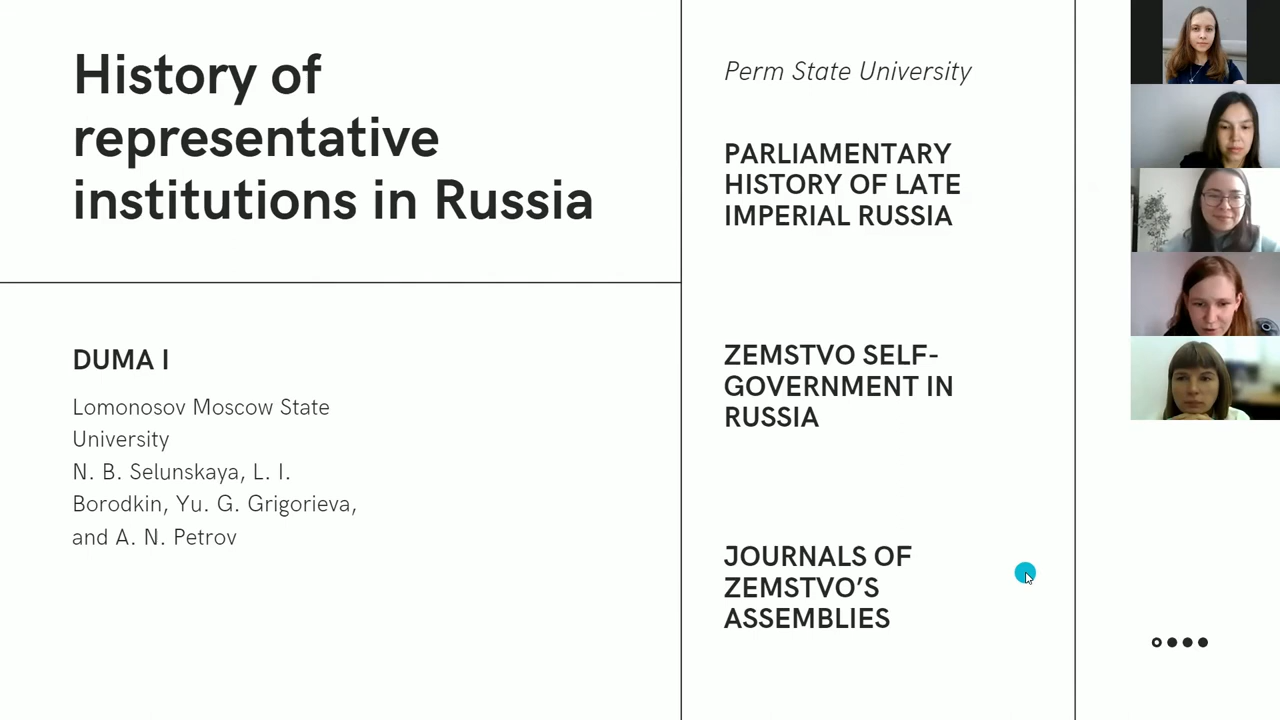 History of
representative
institutions in Russia
DUMA I
Lomonosov Moscow State
University
N. B. Selunskaya, L. I.
Borodkin, Yu. G. Grigorieva,
and A. N. Petrov
Perm State University
PARLIAMENTARY
HISTORY OF LATE
IMPERIAL RUSSIA
ZEMSTVO SELF-
GOVERNMENT IN
RUSSIA
JOURNALS OF
ZEMSTVO’S
ASSEMBLIES